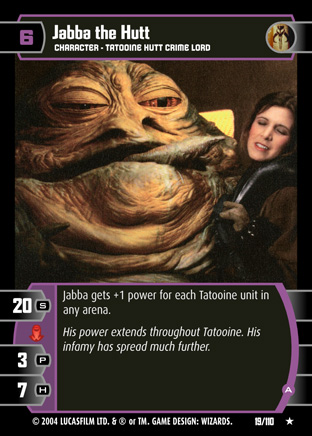 6
Jabba the Hutt
CHARACTER - TATOOINE HUTT CRIME LORD
20 S
Jabba gets +1 power for each Tatooine unit in
any arena.
His power extends throughout Tatooine. His
infamy has spread much further.
3 P
7 H
A
© 2004 LUCASFILM LTD. & ® or TM. GAME DESIGN: WIZARDS. 19/110 ★